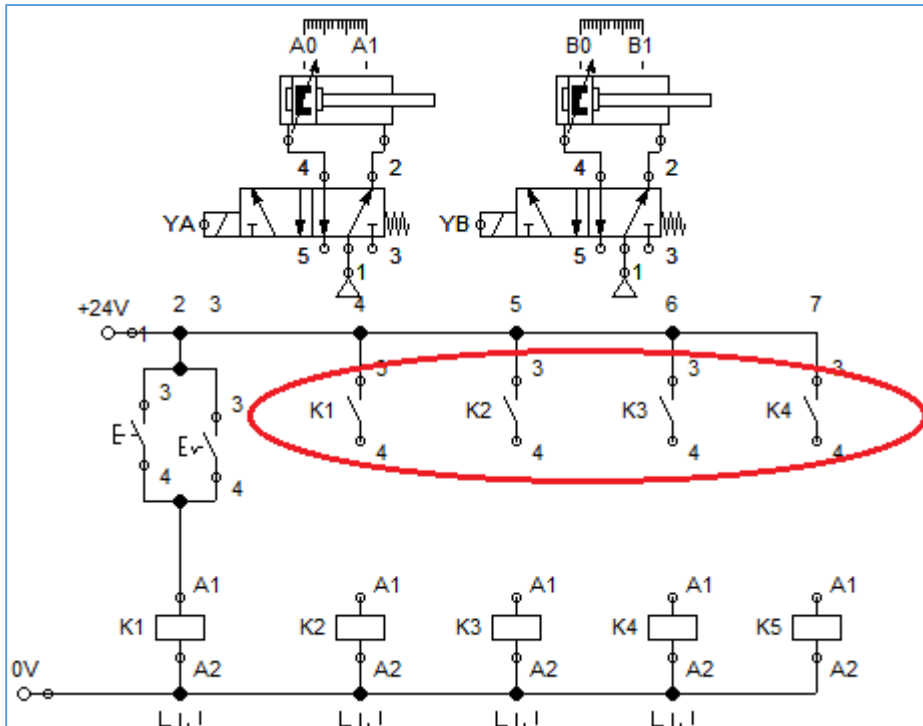 A0 A1 B0 B1
4 2 4 2
YA YB
5 3 5 3
1 1
+24V 1 2 3 4 5 6 7
3 3 3 3 3 3
E E K1 K2 K3 K4
4 4 4 4 4 4
A1 A1 A1 A1 A1
K1 K2 K3 K4 K5
A2 A2 A2 A2 A2
0V